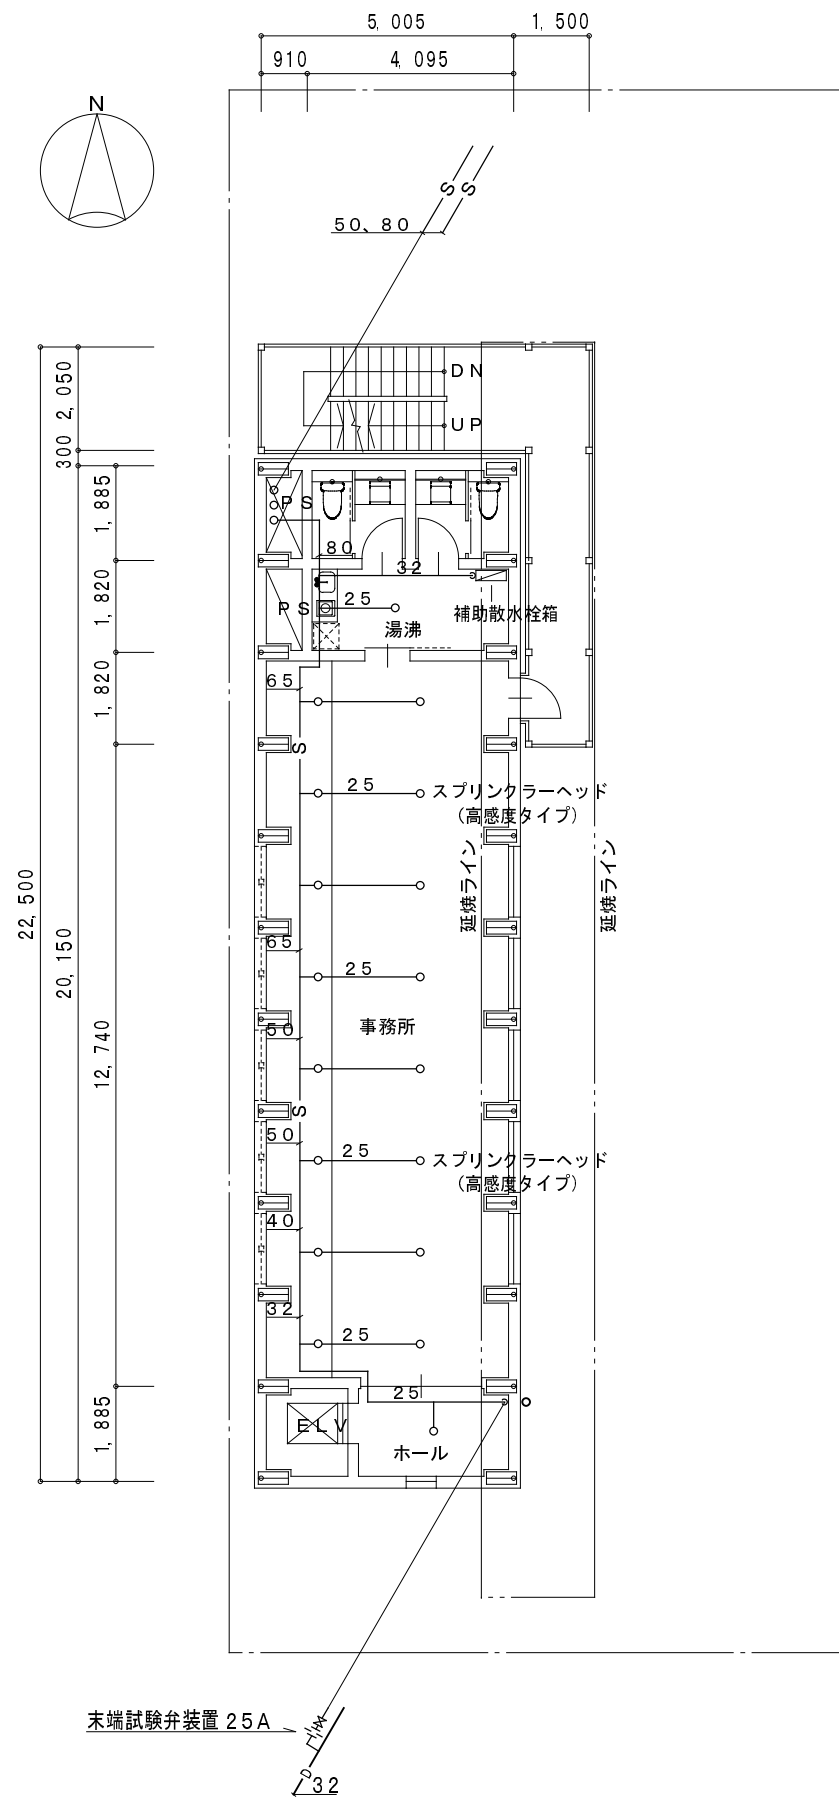 5,005
1,500
910
4,095
N
S
S
50、80
DN
UP
2,050
300
1,885
1,820
1,820
12,740
1,885
20,150
22,500
PS
80
32
PS
25
補助散水栓箱
湯沸
65
S
25
スプリンクラーヘッド
(高感度タイプ)
延焼ライン
延焼ライン
65
25
事務所
50
S
50
25
スプリンクラーヘッド
(高感度タイプ)
40
32
25
25
ELV
ホール
末端試験弁装置25A
D
32